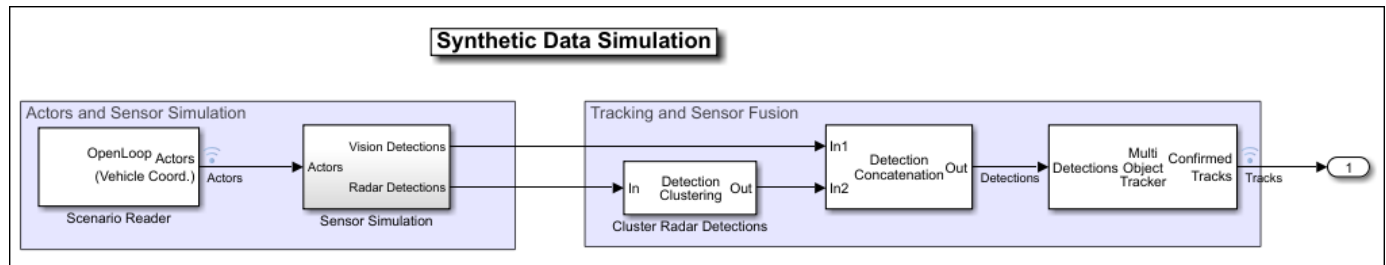 Synthetic Data Simulation
Actors and Sensor Simulation
OpenLoop
(Vehicle Coord.)
Actors
Scenario Reader
Actors
Actors
Vision Detections
Radar Detections
Sensor Simulation
Tracking and Sensor Fusion
In
Detection
Clustering
Out
Cluster Radar Detections
In1
In2
Detection
Concatenation
Out
Detections
Detections
Multi
Object
Tracker
Confirmed
Tracks
Tracks
1